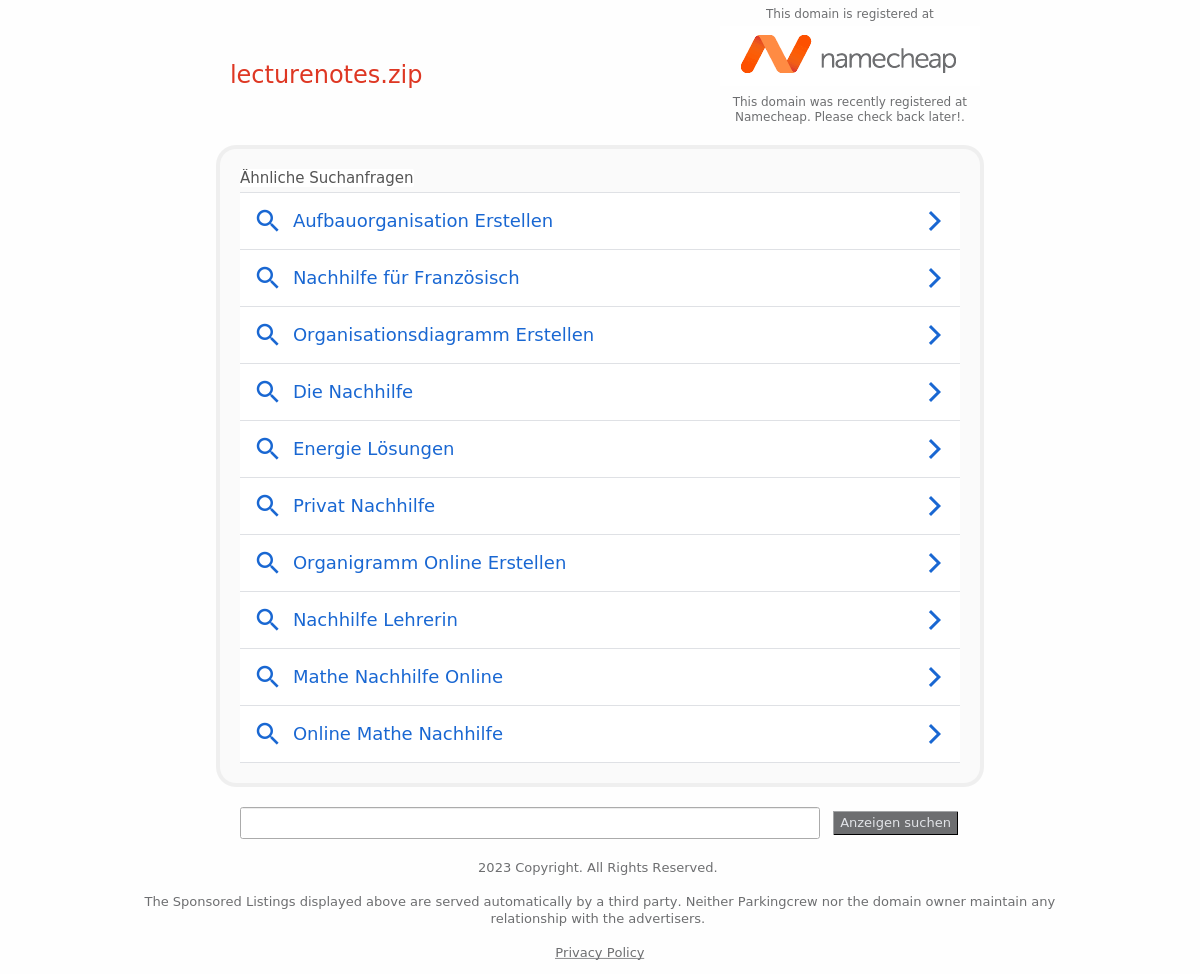 This domain is registered at
namecheap
lecturenotes.zip
This domain was recently registered at
Namecheap. Please check back later!.
Ähnliche Suchanfragen
Aufbauorganisation Erstellen
Nachhilfe für Französisch
Organisationsdiagramm Erstellen
Die Nachhilfe
Energie Lösungen
Privat Nachhilfe
Organigramm Online Erstellen
Nachhilfe Lehrerin
Mathe Nachhilfe Online
Online Mathe Nachhilfe
Anzeigen suchen
2023 Copyright. All Rights Reserved.
The Sponsored Listings displayed above are served automatically by a third party. Neither Parkingcrew nor the domain owner maintain any
relationship with the advertisers.
Privacy Policy